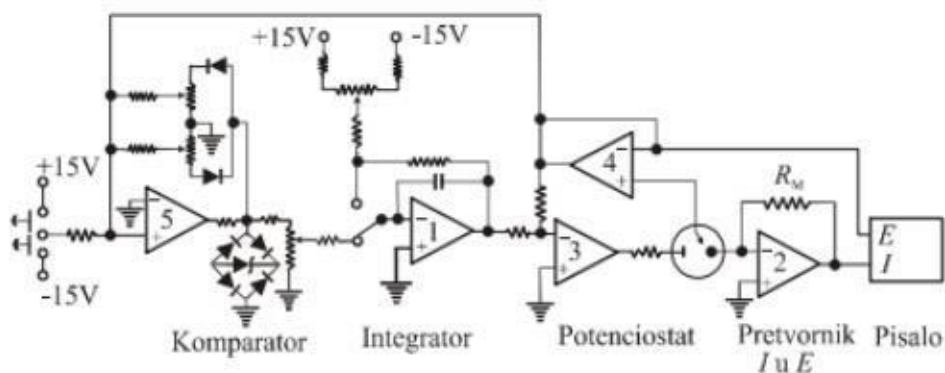 +15V
-15V
+15V
-15V
5
1
3
4
2
R_M
E
I
Komparator
Integrator
Potenciostat
Pretvornik
I u E
Pisalo